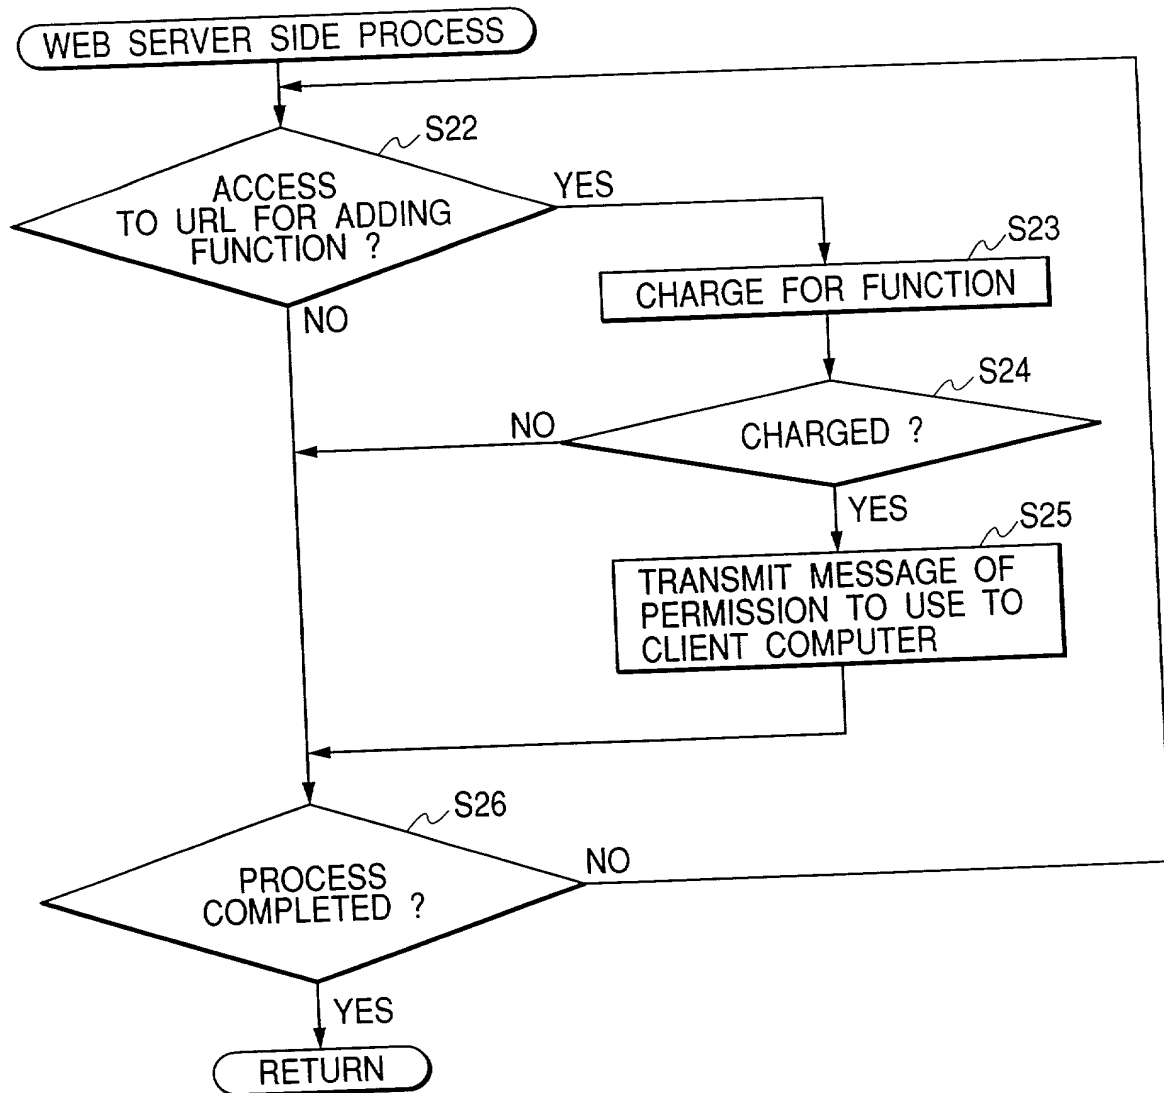 WEB SERVER SIDE PROCESS
S22
ACCESS
TO URL FOR ADDING
FUNCTION ?
YES
NO
S23
CHARGE FOR FUNCTION
S24
CHARGED ?
NO
YES
S25
TRANSMIT MESSAGE OF
PERMISSION TO USE TO
CLIENT COMPUTER
S26
PROCESS
COMPLETED ?
NO
YES
RETURN